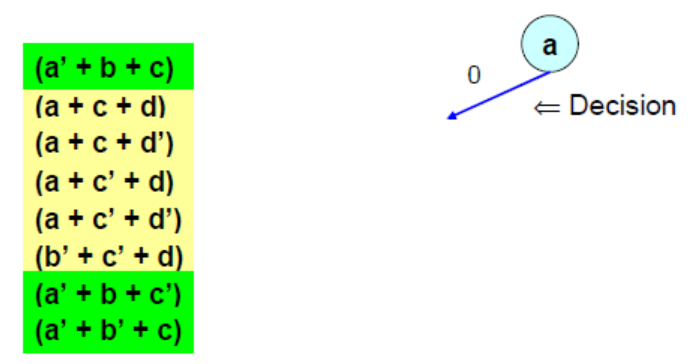 (a’ + b + c)
(a + c + d)
(a + c + d’)
(a + c’ + d)
(a + c’ + d’)
(b’ + c’ + d)
(a’ + b + c’)
(a’ + b’ + c)
a
0
⇐ Decision